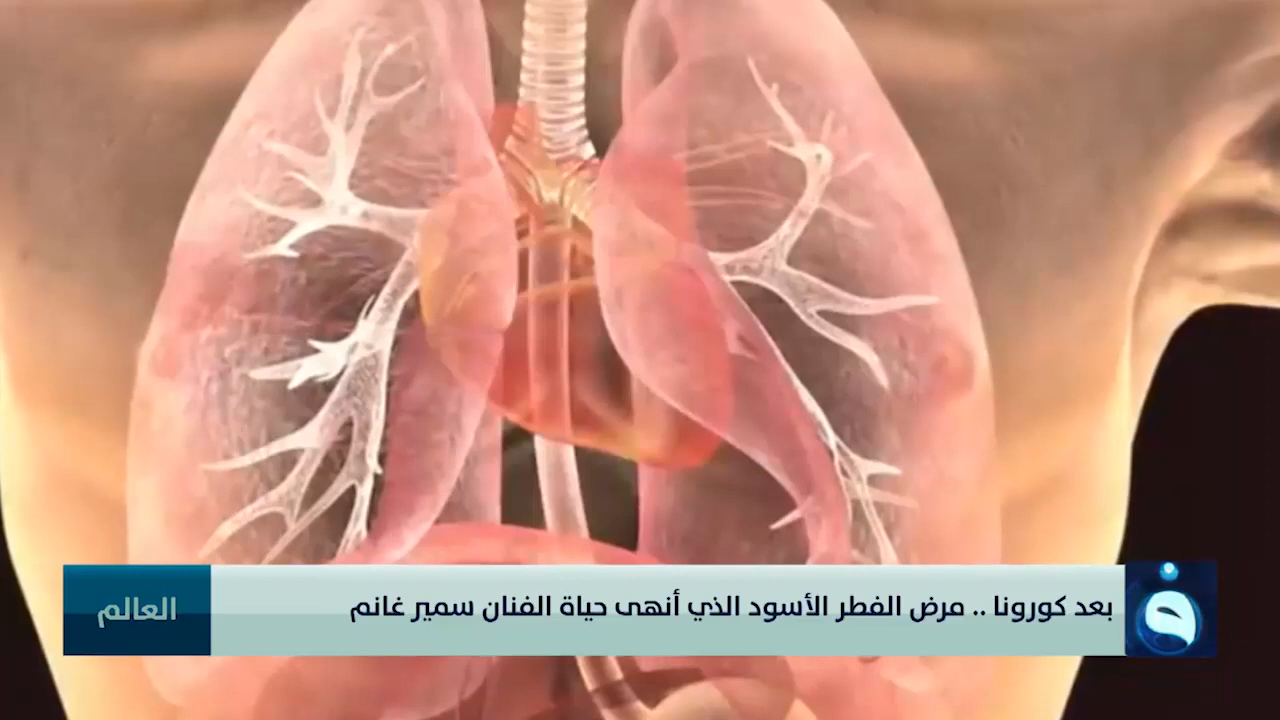 بعد كورونا .. مرض الفطر الأسود الذي أنهى حياة الفنان سمير غانم
العالم